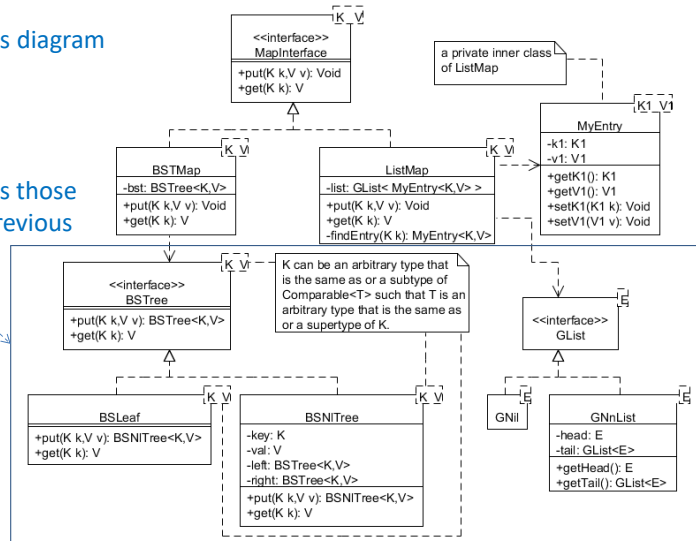 s diagram
K V
<<interface>>
MapInterface
+put(K k,V v): Void
+get(K k): V
a private inner class
of ListMap
K1 V1
MyEntry
-k1: K1
-v1: V1
+getK1(): K1
+getV1(): V1
+setK1(K1 k): Void
+setV1(V1 v): Void
K V
BSTMap
-bst: BSTree<K,V>
+put(K k,V v): Void
+get(K k): V
K V
ListMap
-list: GList< MyEntry<K,V> >
+put(K k,V v): Void
+get(K k): V
-findEntry(K k): MyEntry<K,V>
s those
revious
K V
<<interface>>
BSTree
+put(K k,V v): BSTree<K,V>
+get(K k): V
K can be an arbitrary type that
is the same as or a subtype of
Comparable<T> such that T is an
arbitrary type that is the same as
or a supertype of K.
E
<<interface>>
GList
K V
BSLeaf
+put(K k,V v): BSNlTree<K,V>
+get(K k): V
K V
BSNlTree
-key: K
-val: V
-left: BSTree<K,V>
-right: BSTree<K,V>
+put(K k,V v): BSNlTree<K,V>
+get(K k): V
E
GNil
E
GNnList
-head: E
-tail: GList<E>
+getHead(): E
+getTail(): GList<E>